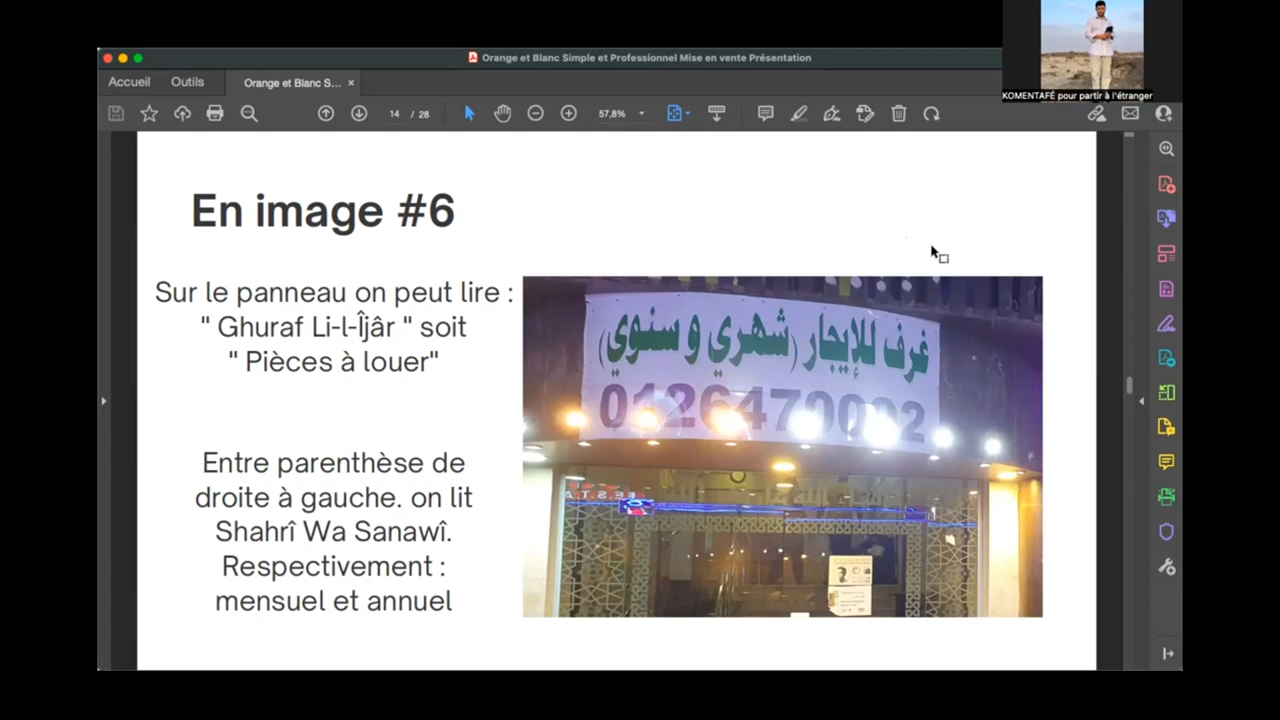 KOMENTAFÉ pour partir à l'étranger
Orange et Blanc Simple et Professionnel Mise en vente Présentation
Accueil
Outils
Orange et Blanc S... ×
14 / 28
57,8%
En image #6
Sur le panneau on peut lire :
" Ghuraf Li-l-Îjâr " soit
" Pièces à louer"
Entre parenthèse de
droite à gauche. on lit
Shahrî Wa Sanawî.
Respectivement :
mensuel et annuel
غرف للإيجار (شهري و سنوي)